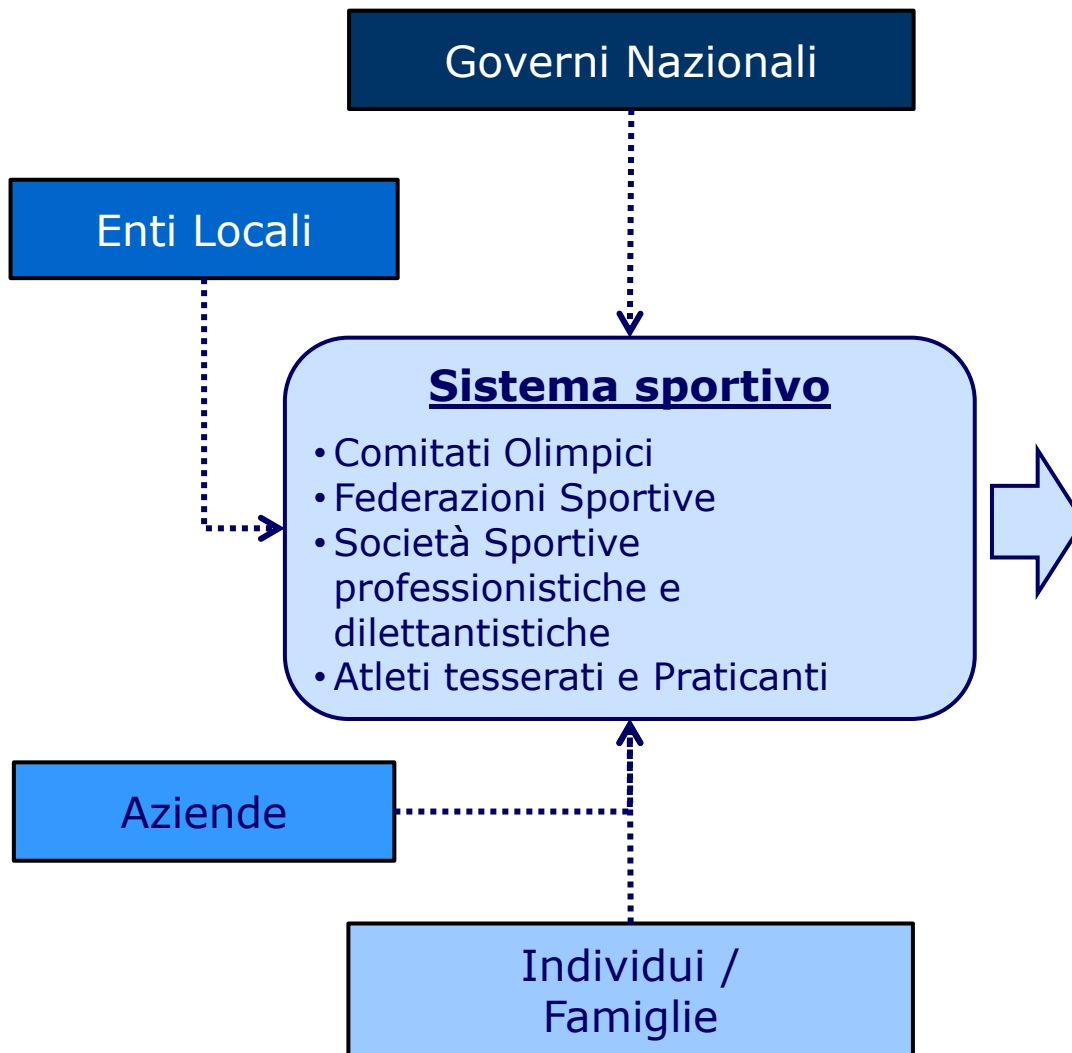 Governi Nazionali
Enti Locali
Sistema sportivo
• Comitati Olimpici
• Federazioni Sportive
• Società Sportive
professionistiche e
dilettantistiche
• Atleti tesserati e Praticanti
Aziende
Individui /
Famiglie